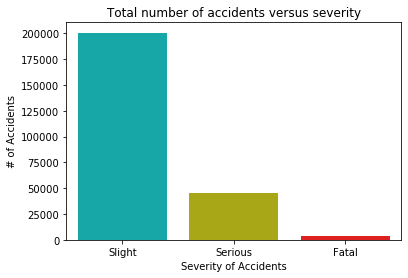 Total number of accidents versus severity
# of Accidents
200000
175000
150000
125000
100000
75000
50000
25000
0
Slight Serious Fatal
Severity of Accidents